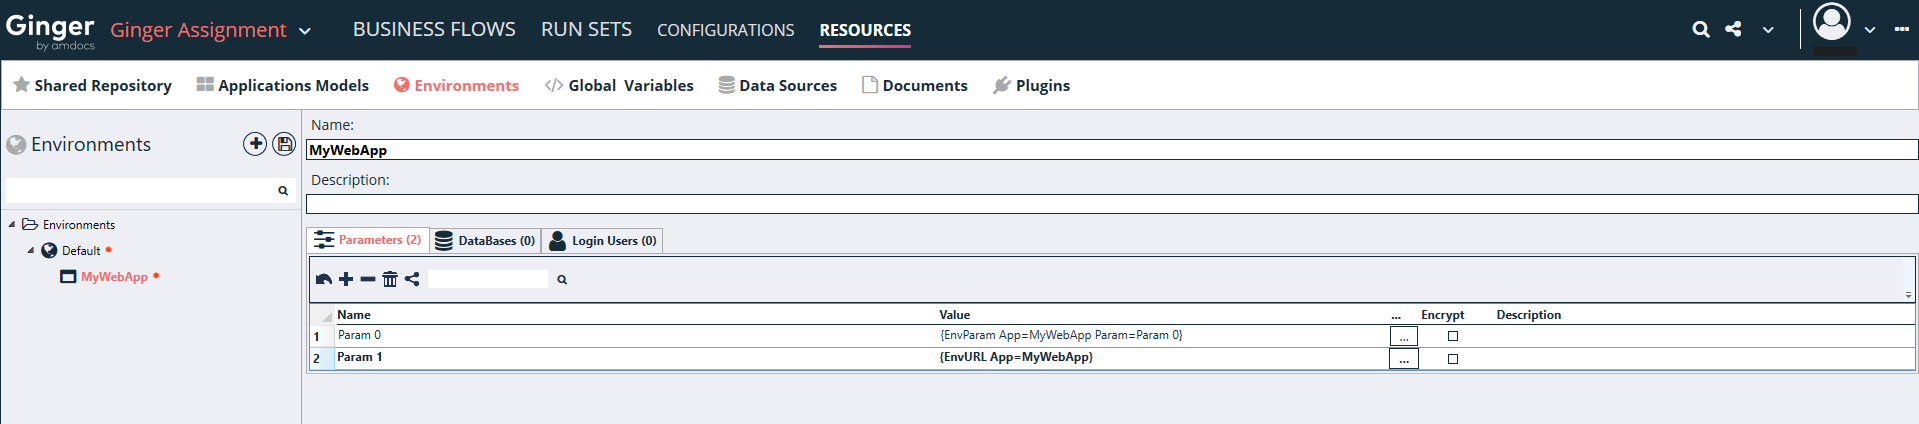 Ginger by amdocs Ginger Assignment BUSINESS FLOWS RUN SETS CONFIGURATIONS RESOURCES
Shared Repository Applications Models Environments Global Variables Data Sources Documents Plugins
Environments
Environments
Default
MyWebApp
Name:
MyWebApp
Description:
Parameters (2) DataBases (0) Login Users (0)
Name Value ... Encrypt Description
1 Param 0 {EnvParam App=MyWebApp Param=Param 0} ...
2 Param 1 {EnvURL App=MyWebApp} ...